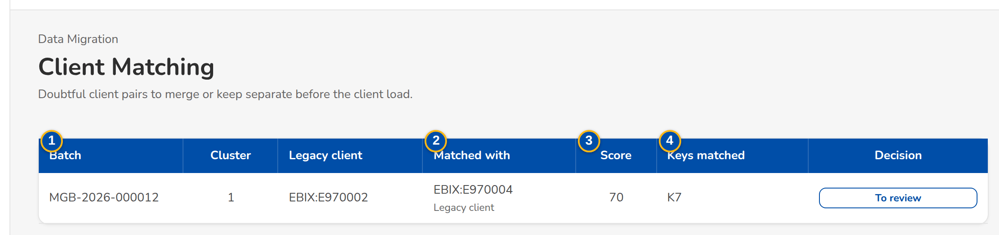 Data Migration
Client Matching
Doubtful client pairs to merge or keep separate before the client load.
1 2 3 4
Batch Cluster Legacy client Matched with Score Keys matched Decision
MGB-2026-000012 1 EBIX:E970002 EBIX:E970004 70 K7 To review
Legacy client